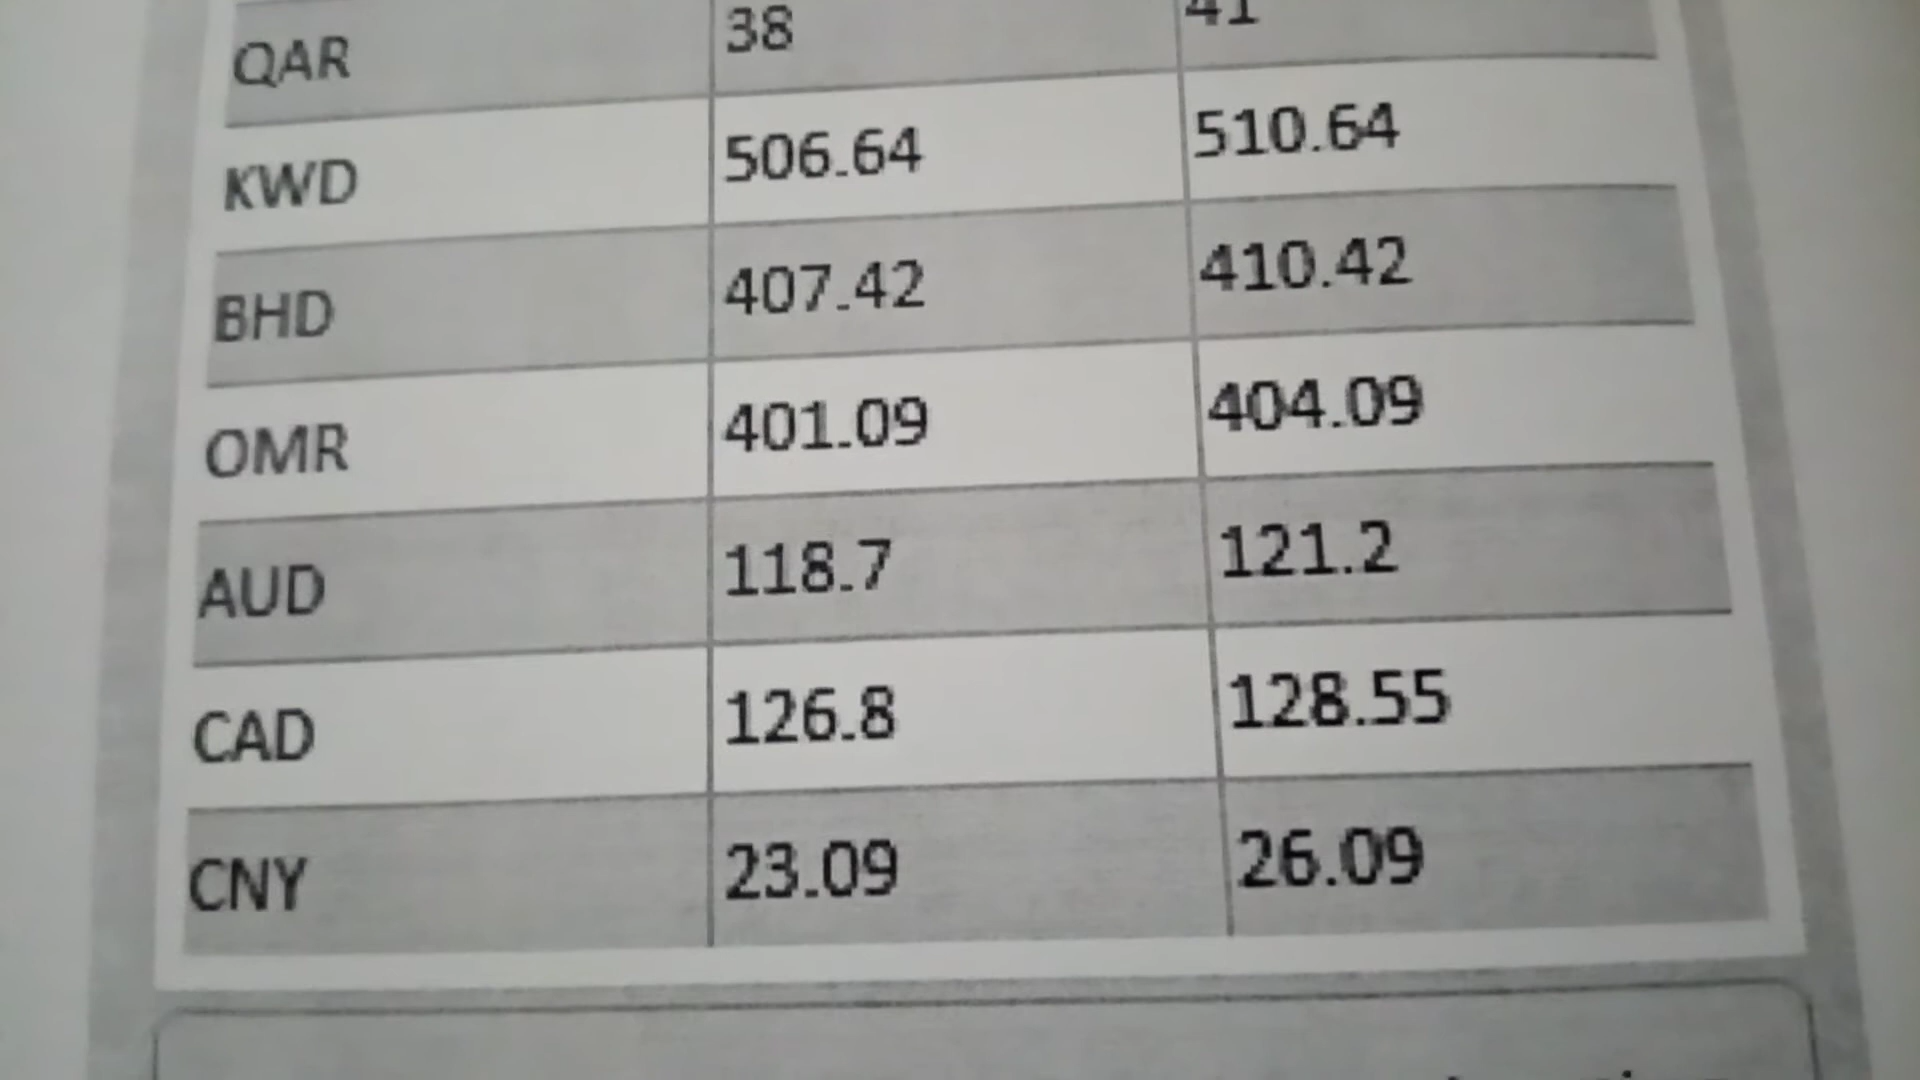 QAR 38 41
KWD 506.64 510.64
BHD 407.42 410.42
OMR 401.09 404.09
AUD 118.7 121.2
CAD 126.8 128.55
CNY 23.09 26.09